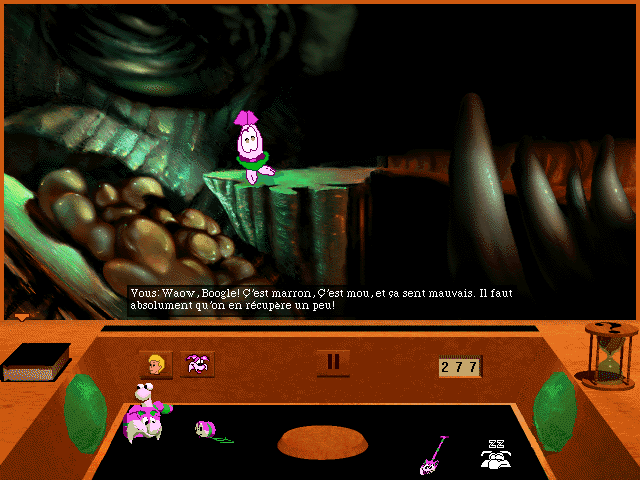 Vous: Waow, Boogle! Ç'est marron, Ç'est mou, et ça sent mauvais. Il faut
absolument qu'on en récupère un peu!
277
?
zz